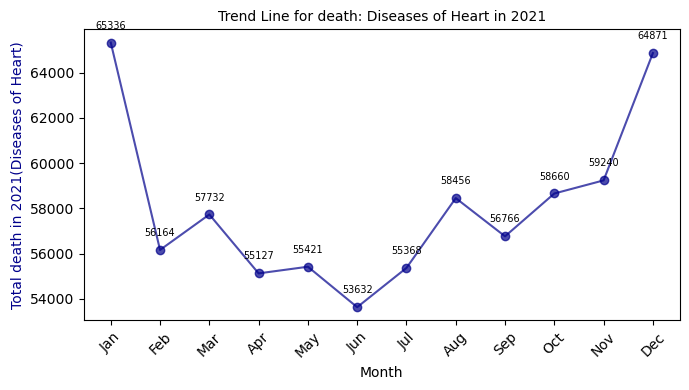 Trend Line for death: Diseases of Heart in 2021
Total death in 2021(Diseases of Heart)
64000
62000
60000
58000
56000
54000
65336
56164
57732
55127
55421
53632
55368
58456
56766
58660
59240
64871
Jan
Feb
Mar
Apr
May
Jun
Jul
Aug
Sep
Oct
Nov
Dec
Month